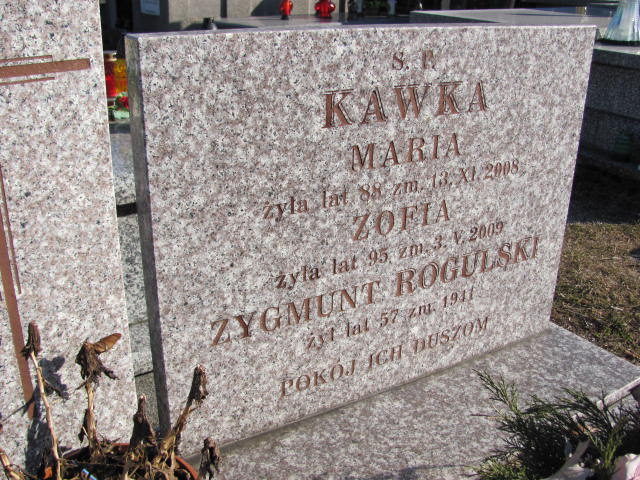 Ś. P.
KAWKA
MARIA
żyła lat 88 zm. 13. XI. 2008
ZOFIA
żyła lat 95 zm. 3. V. 2009
ZYGMUNT ROGULSKI
żył lat 57 zm. 1941
POKÓJ ICH DUSZOM